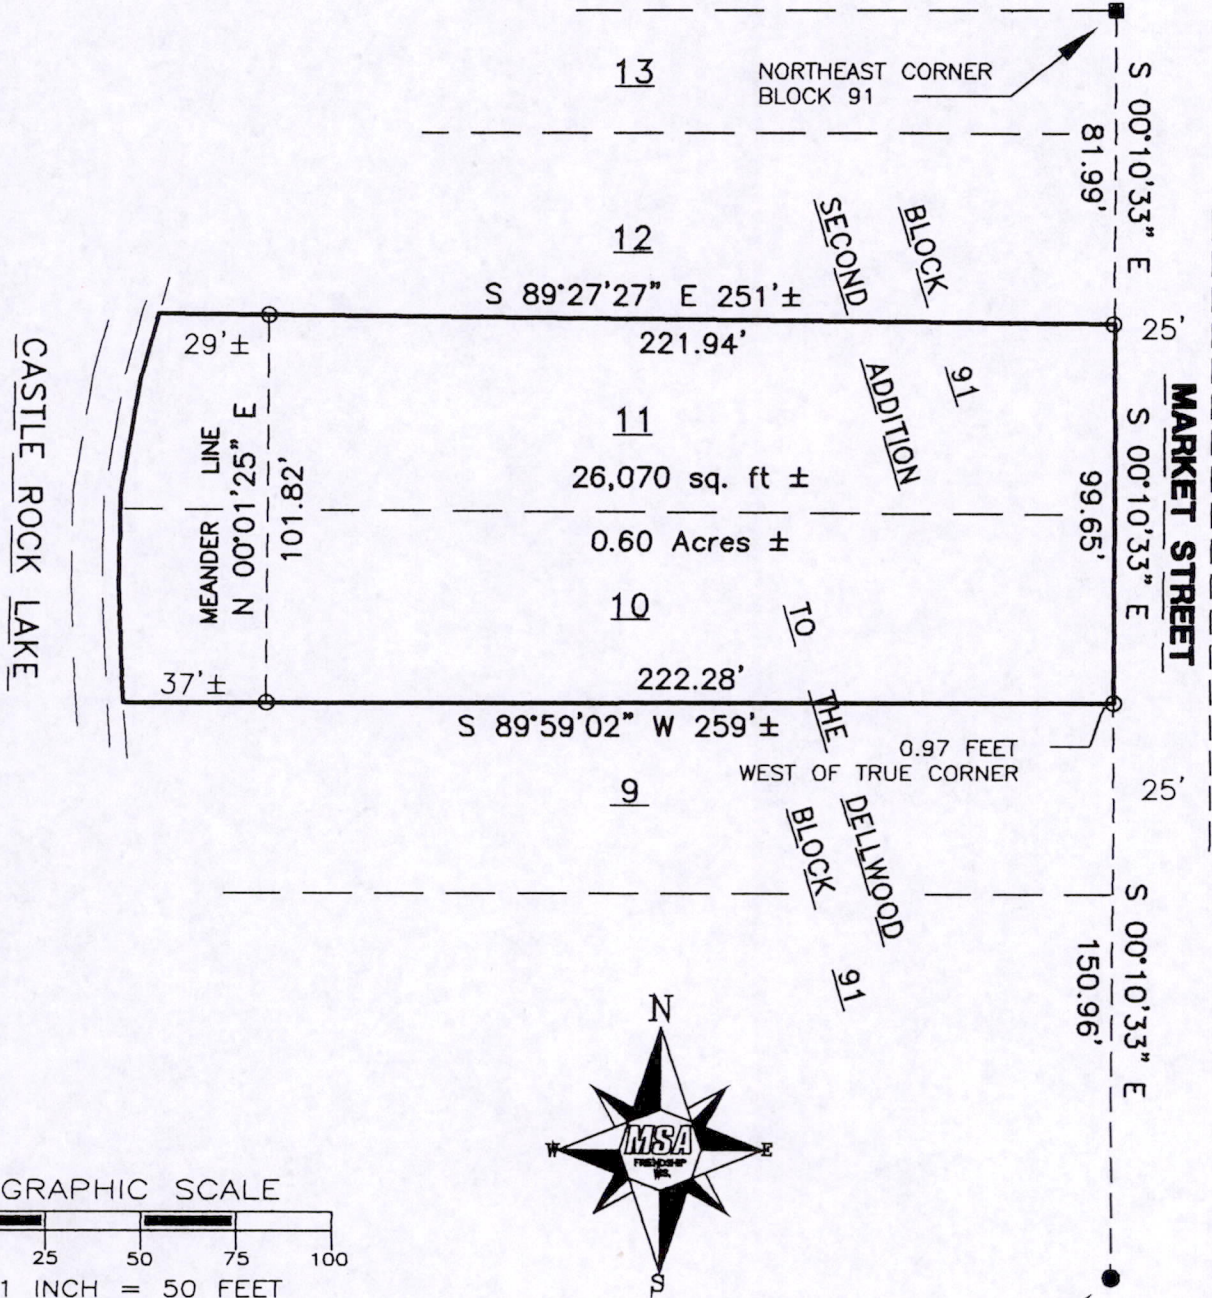 13
NORTHEAST CORNER
BLOCK 91
S 00°10'33" E
81.99'
12
SECOND
BLOCK
S 89°27'27" E 251'±
29'±
221.94'
25'
91
ADDITION
11
26,070 sq. ft ±
0.60 Acres ±
CASTLE ROCK LAKE
MEANDER LINE
N 00°01'25" E
101.82'
S 00°10'33" E
99.65'
MARKET STREET
10
TO
THE
37'±
222.28'
S 89°59'02" W 259'±
0.97 FEET
WEST OF TRUE CORNER
9
25'
DELLWOOD
BLOCK
91
S 00°10'33" E
150.96'
N
W
MSA
FRIENDSHIP
WIS.
E
S
GRAPHIC SCALE
25 50 75 100
1 INCH = 50 FEET